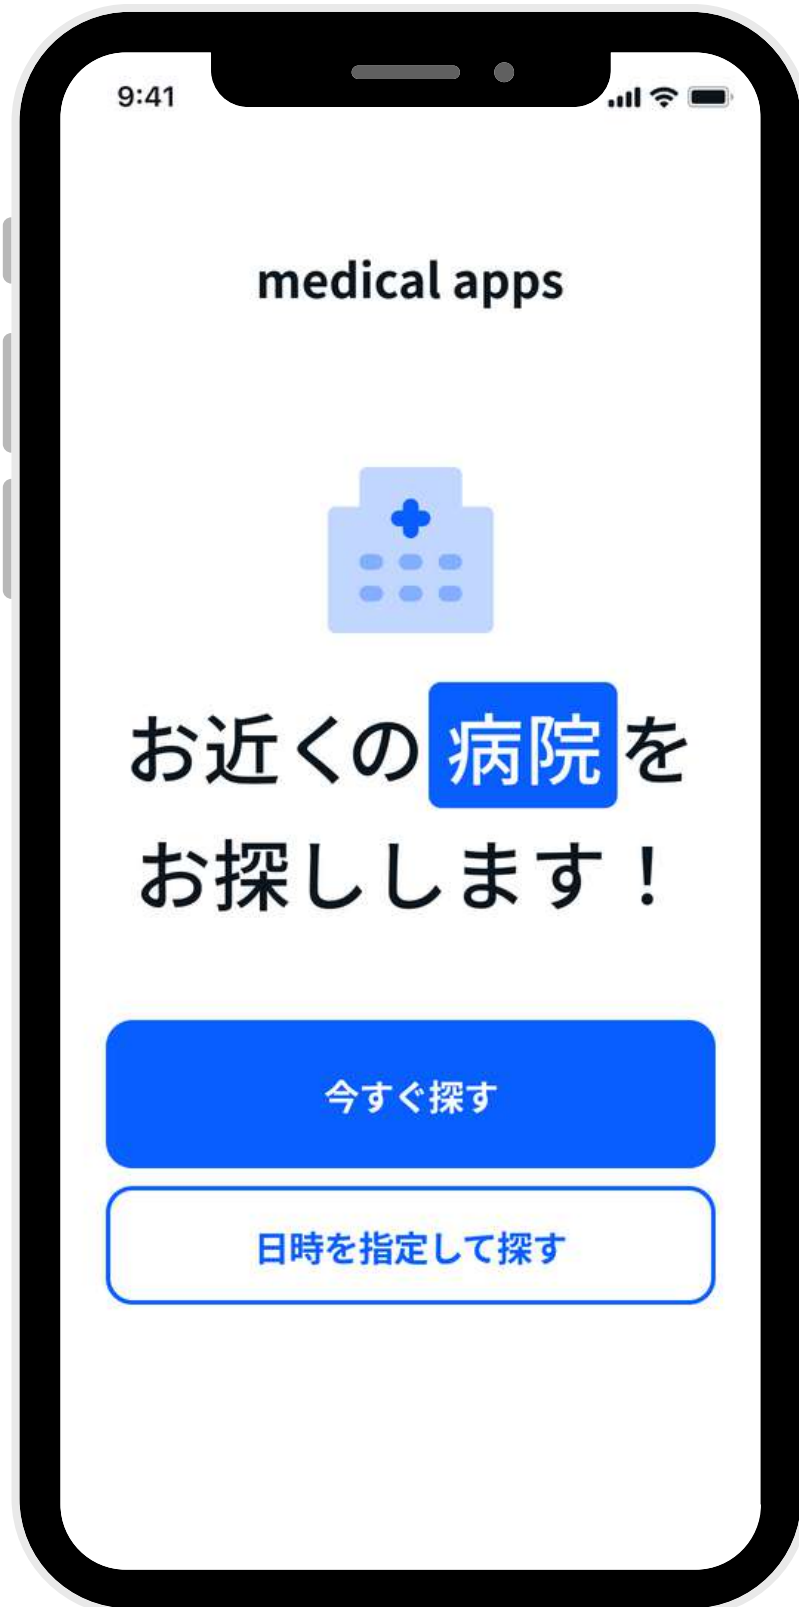 9:41
medical apps
お近くの病院を
お探しします！
今すぐ探す
日時を指定して探す